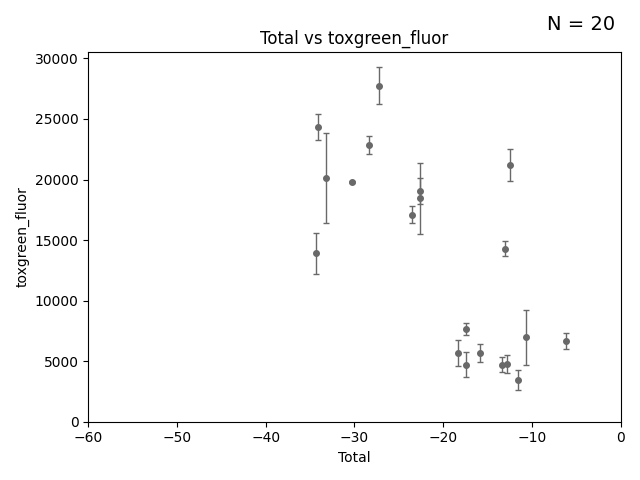 N = 20
Total vs toxgreen_fluor
30000
25000
20000
15000
10000
5000
0
toxgreen_fluor
−60 −50 −40 −30 −20 −10 0
Total